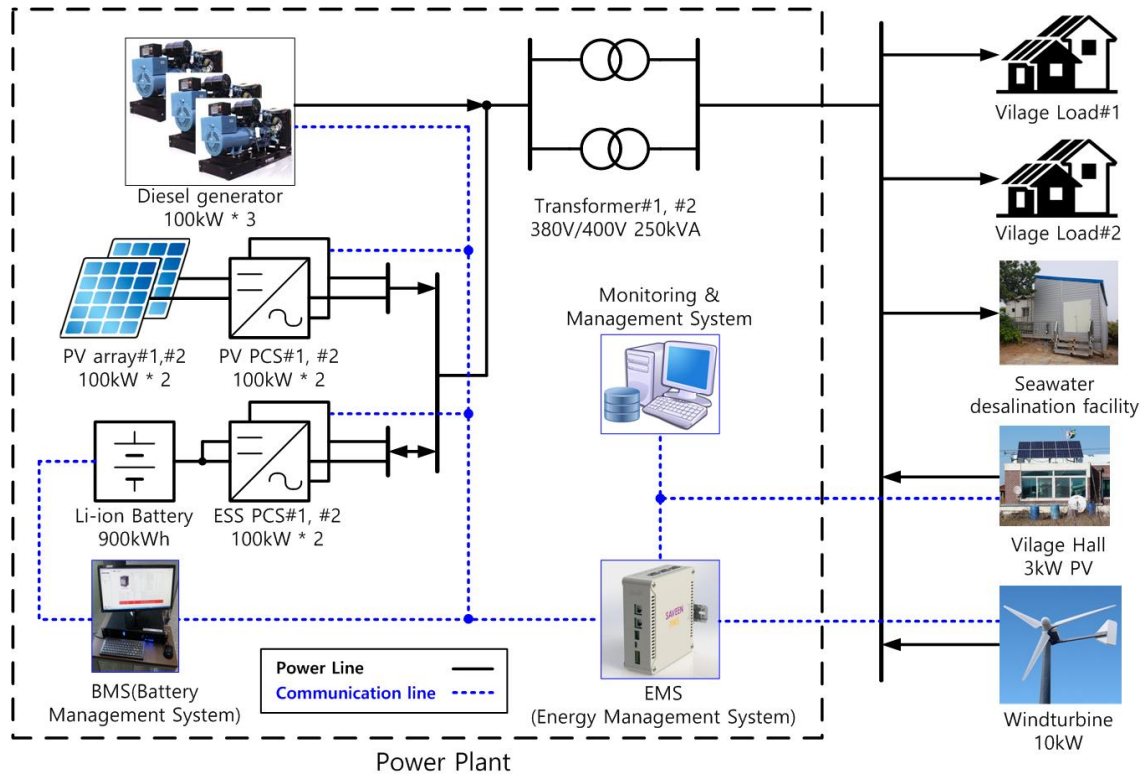 Vilage Load#1
Diesel generator
100kW * 3
Transformer#1, #2
380V/400V 250kVA
Vilage Load#2
Monitoring &
Management System
PV array#1,#2
100kW * 2
PV PCS#1, #2
100kW * 2
Seawater
desalination facility
Li-ion Battery
900kWh
ESS PCS#1, #2
100kW * 2
Vilage Hall
3kW PV
SAVEEN
Power Line
Communication line
BMS(Battery
Management System)
EMS
(Energy Management System)
Windturbine
10kW
Power Plant